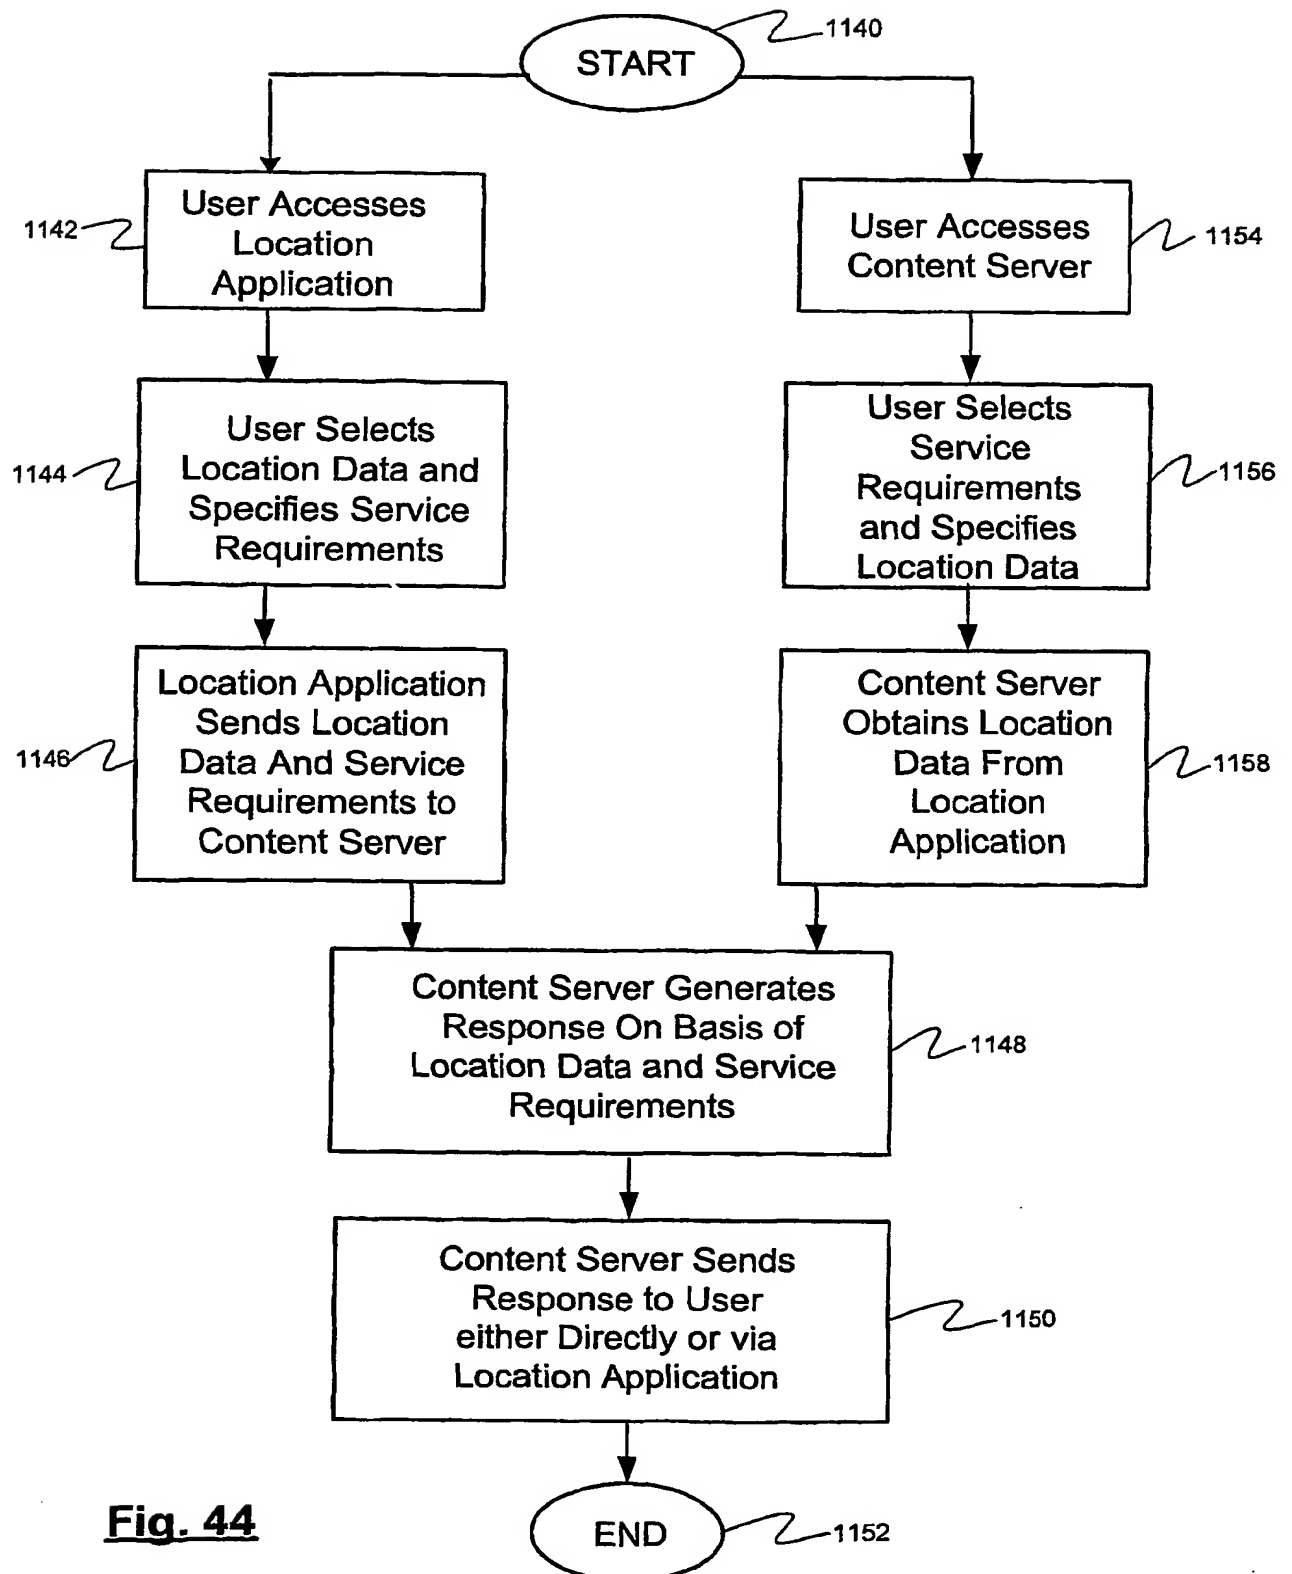 1140
START
User Accesses
Location
Application
1142
User Accesses
Content Server
1154
User Selects
Location Data and
Specifies Service
Requirements
1144
User Selects
Service
Requirements
and Specifies
Location Data
1156
Location Application
Sends Location
Data And Service
Requirements to
Content Server
1146
Content Server
Obtains Location
Data From
Location
Application
1158
Content Server Generates
Response On Basis of
Location Data and Service
Requirements
1148
Content Server Sends
Response to User
either Directly or via
Location Application
1150
END
1152
Fig. 44